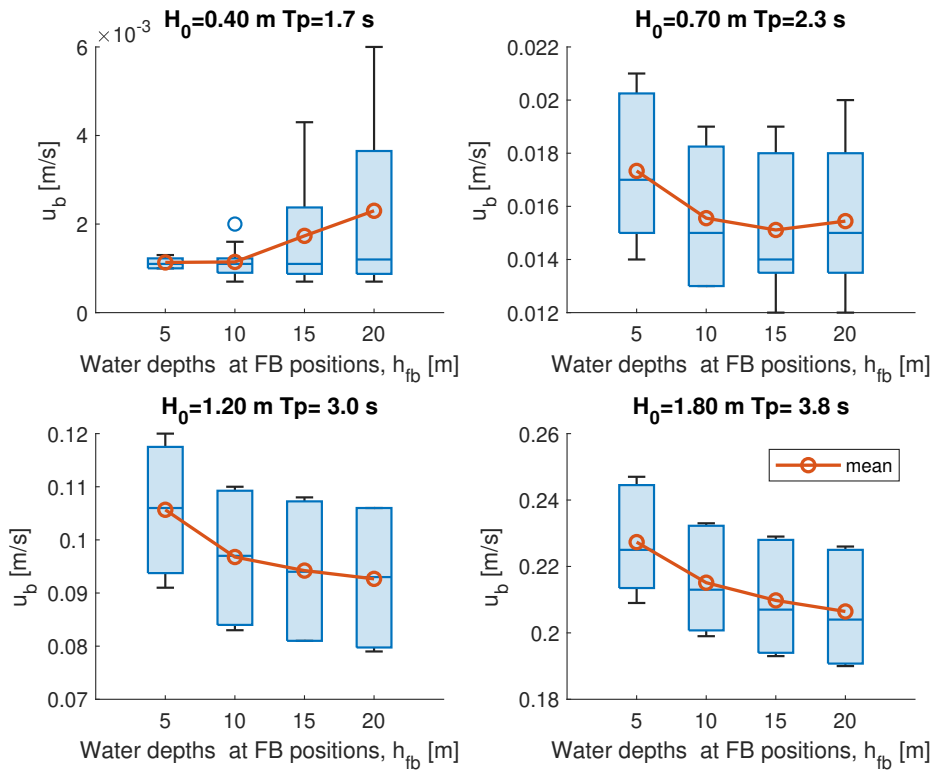 H_0=0.40 m Tp=1.7 s
×10^-3
6
4
2
0
u_b [m/s]
5 10 15 20
Water depths at FB positions, h_fb [m]
H_0=0.70 m Tp=2.3 s
0.022
0.02
0.018
0.016
0.014
0.012
u_b [m/s]
5 10 15 20
Water depths at FB positions, h_fb [m]
H_0=1.20 m Tp= 3.0 s
0.12
0.11
0.1
0.09
0.08
0.07
u_b [m/s]
5 10 15 20
Water depths at FB positions, h_fb [m]
H_0=1.80 m Tp= 3.8 s
0.26
0.24
0.22
0.2
0.18
u_b [m/s]
mean
5 10 15 20
Water depths at FB positions, h_fb [m]